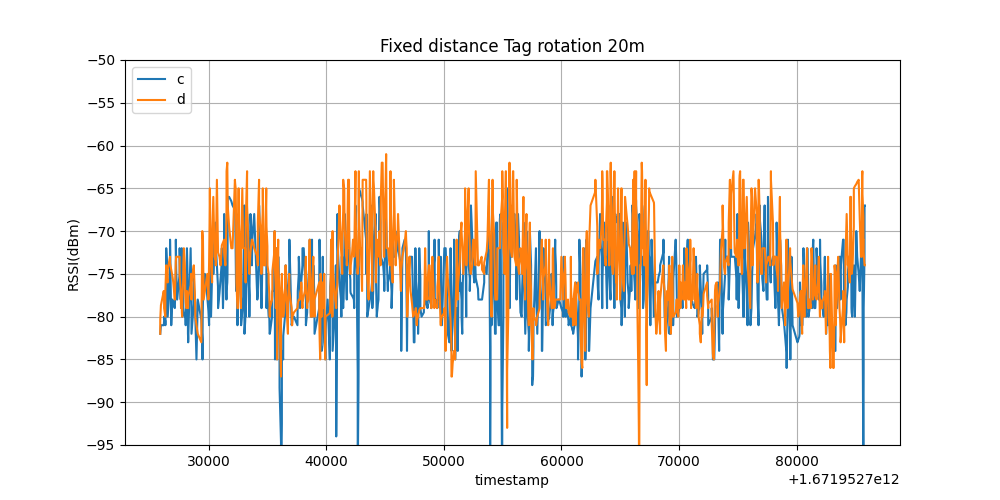 Fixed distance Tag rotation 20m
−50
−55
−60
−65
−70
−75
−80
−85
−90
−95
RSSI(dBm)
c
d
30000 40000 50000 60000 70000 80000
timestamp
+1.6719527e12